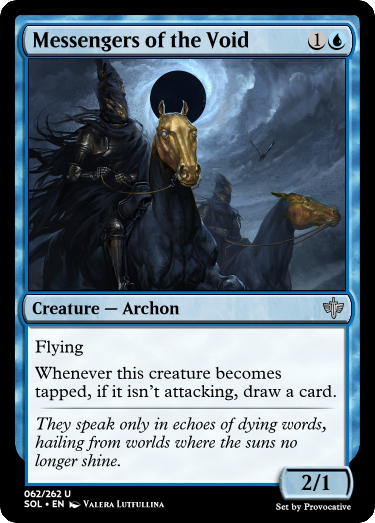 Messengers of the Void 1
Creature — Archon
Flying
Whenever this creature becomes
tapped, if it isn't attacking, draw a card.
They speak only in echoes of dying words,
hailing from worlds where the suns no
longer shine.
2/1
062/262 U
SOL • EN Valera Lutfullina
Set by Provocative